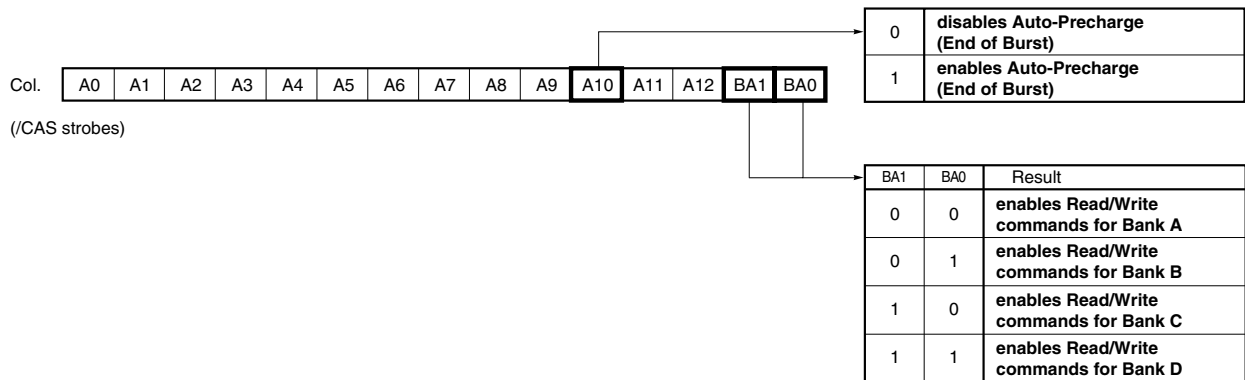 0 disables Auto-Precharge
(End of Burst)
1 enables Auto-Precharge
(End of Burst)
Col. A0 A1 A2 A3 A4 A5 A6 A7 A8 A9 A10 A11 A12 BA1 BA0
(/CAS strobes)
BA1 BA0 Result
0 0 enables Read/Write
commands for Bank A
0 1 enables Read/Write
commands for Bank B
1 0 enables Read/Write
commands for Bank C
1 1 enables Read/Write
commands for Bank D